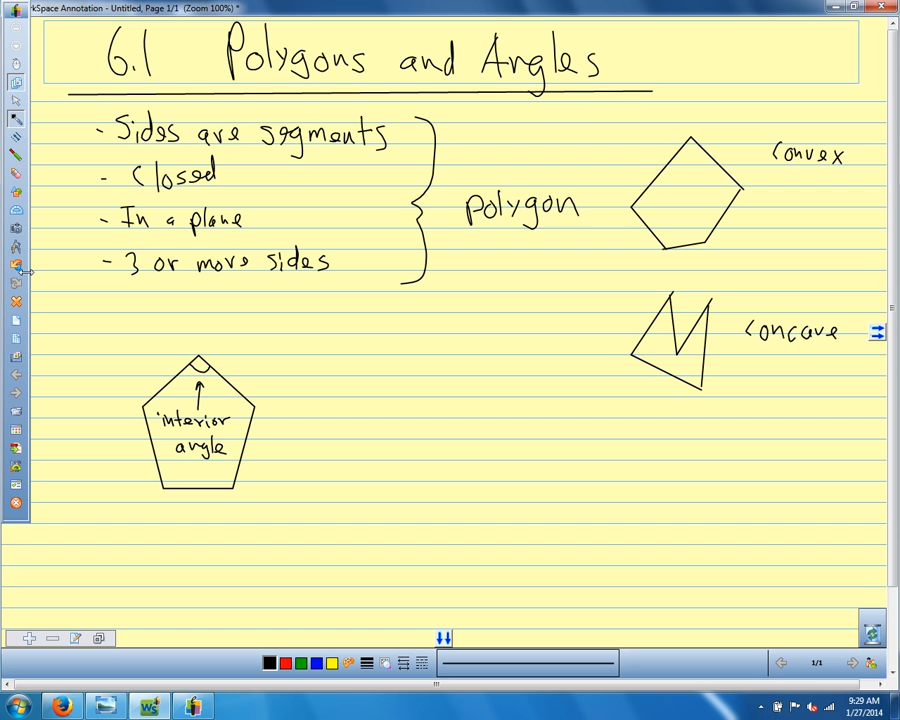 rkSpace Annotation - Untitled, Page 1/1 (Zoom 100%) *
6.1 Polygons and Angles
- Sides are segments
- Closed
- In a plane
- 3 or more sides
Polygon
Convex
Concave
interior
angle
1/1
9:29 AM
1/27/2014